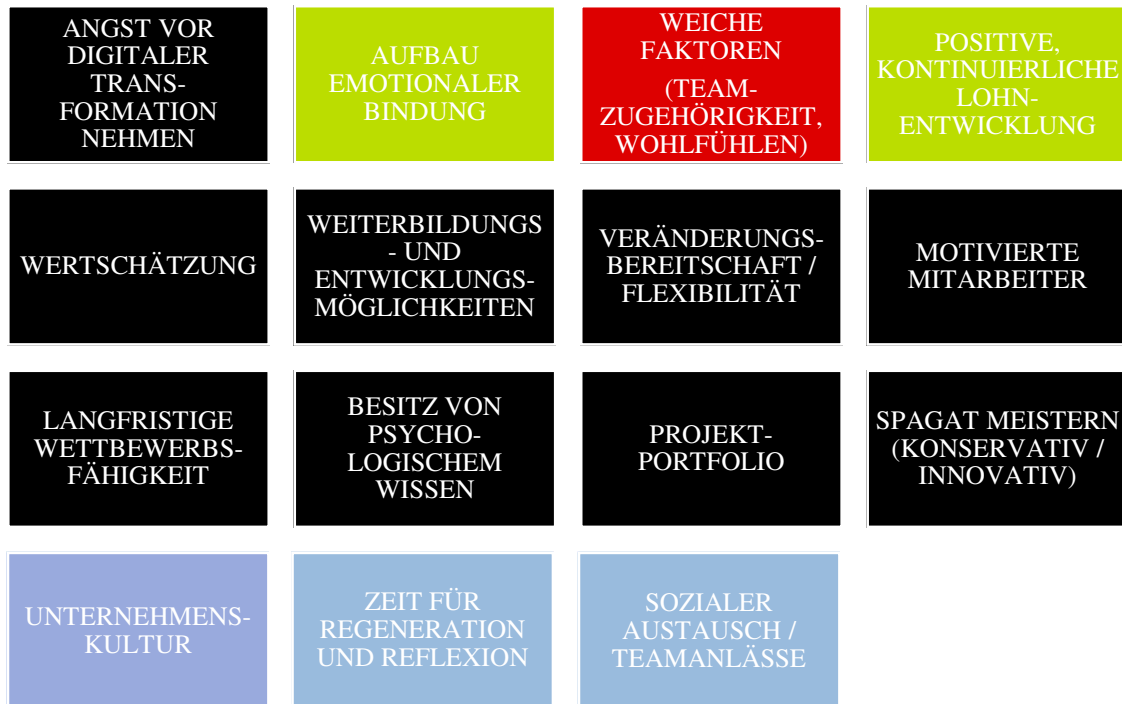 ANGST VOR
DIGITALER
TRANS-
FORMATION
NEHMEN
AUFBAU
EMOTIONALER
BINDUNG
WEICHE
FAKTOREN
(TEAM-
ZUGEHÖRIGKEIT,
WOHLFÜHLEN)
POSITIVE,
KONTINUIERLICHE
LOHN-
ENTWICKLUNG
WERTSCHÄTZUNG
WEITERBILDUNGS
- UND
ENTWICKLUNGS-
MÖGLICHKEITEN
VERÄNDERUNGS-
BEREITSCHAFT /
FLEXIBILITÄT
MOTIVIERTE
MITARBEITER
LANGFRISTIGE
WETTBEWERBS-
FÄHIGKEIT
BESITZ VON
PSYCHO-
LOGISCHEM
WISSEN
PROJEKT-
PORTFOLIO
SPAGAT MEISTERN
(KONSERVATIV /
INNOVATIV)
UNTERNEHMENS-
KULTUR
ZEIT FÜR
REGENERATION
UND REFLEXION
SOZIALER
AUSTAUSCH /
TEAMANLÄSSE